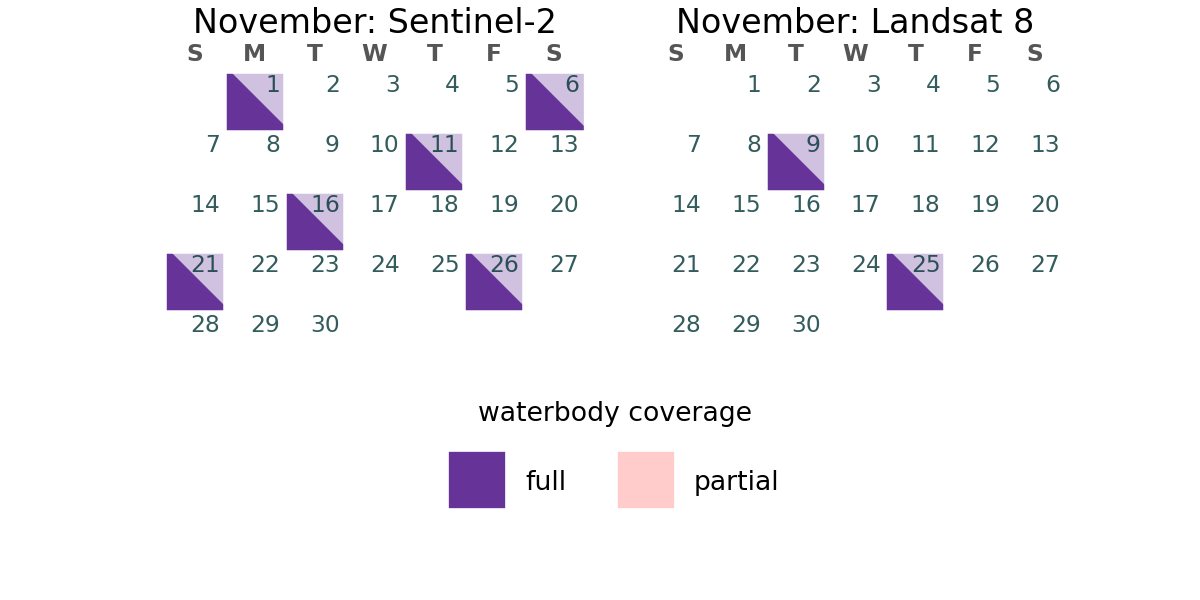 November: Sentinel-2
S M T W T F S
1 2 3 4 5 6
7 8 9 10 11 12 13
14 15 16 17 18 19 20
21 22 23 24 25 26 27
28 29 30
November: Landsat 8
S M T W T F S
1 2 3 4 5 6
7 8 9 10 11 12 13
14 15 16 17 18 19 20
21 22 23 24 25 26 27
28 29 30
waterbody coverage
full partial